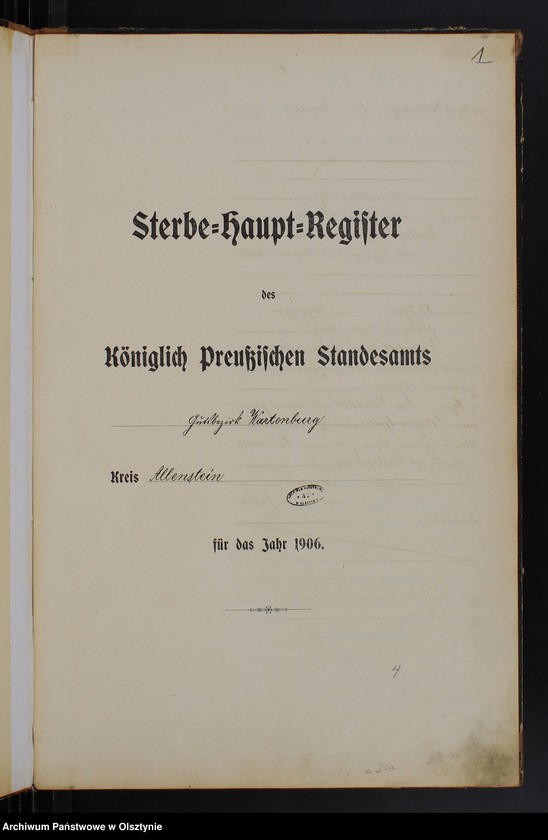 1
Sterbe=Haupt=Register
des
Königlich Preußischen Standesamts
Gutsbezirk Wartenburg
Kreis Allenstein
für das Jahr 1906.
4
Archiwum Państwowe w Olsztynie